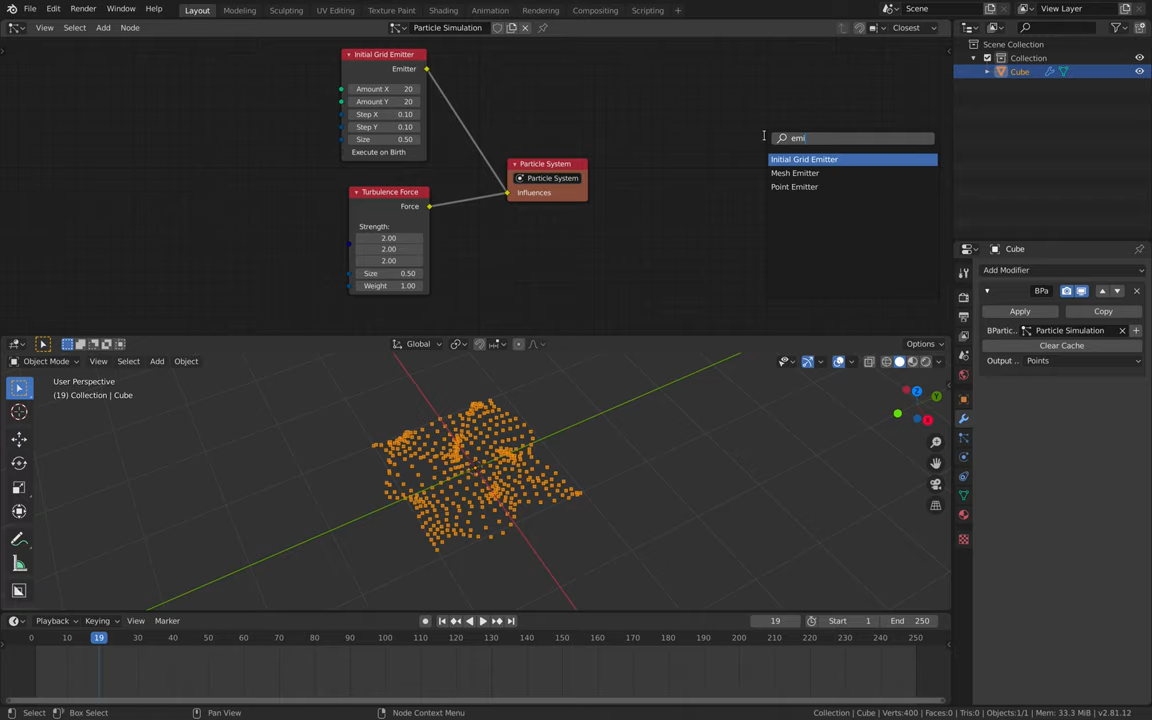 File Edit Render Window Help Layout Modeling Sculpting UV Editing Texture Paint Shading Animation Rendering Compositing Scripting Scene View Layer
View Select Add Node Particle Simulation Closest
Scene Collection
Collection
Cube
Initial Grid Emitter
Emitter
Amount X 20
Amount Y 20
Step X 0.10
Step Y 0.10
Size 0.50
Execute on Birth
Turbulence Force
Force
Strength:
2.00
2.00
2.00
Size 0.50
Weight 1.00
Particle System
Particle System
Influences
emi
Initial Grid Emitter
Mesh Emitter
Point Emitter
Cube
Add Modifier
BPa
Apply Copy
BPartic.. Particle Simulation
Clear Cache
Output .. Points
Global Options
Object Mode View Select Add Object
User Perspective
(19) Collection | Cube
Z
Y
X
Playback Keying View Marker 19 Start 1 End 250
0 10 19 30 40 50 60 70 80 90 100 110 120 130 140 150 160 170 180 190 200 210 220 230 240 250
Select Box Select Pan View Node Context Menu Collection | Cube | Verts:400 | Faces:0 | Tris:0 | Objects:1/1 | Mem: 33.3 MiB | v2.81.12